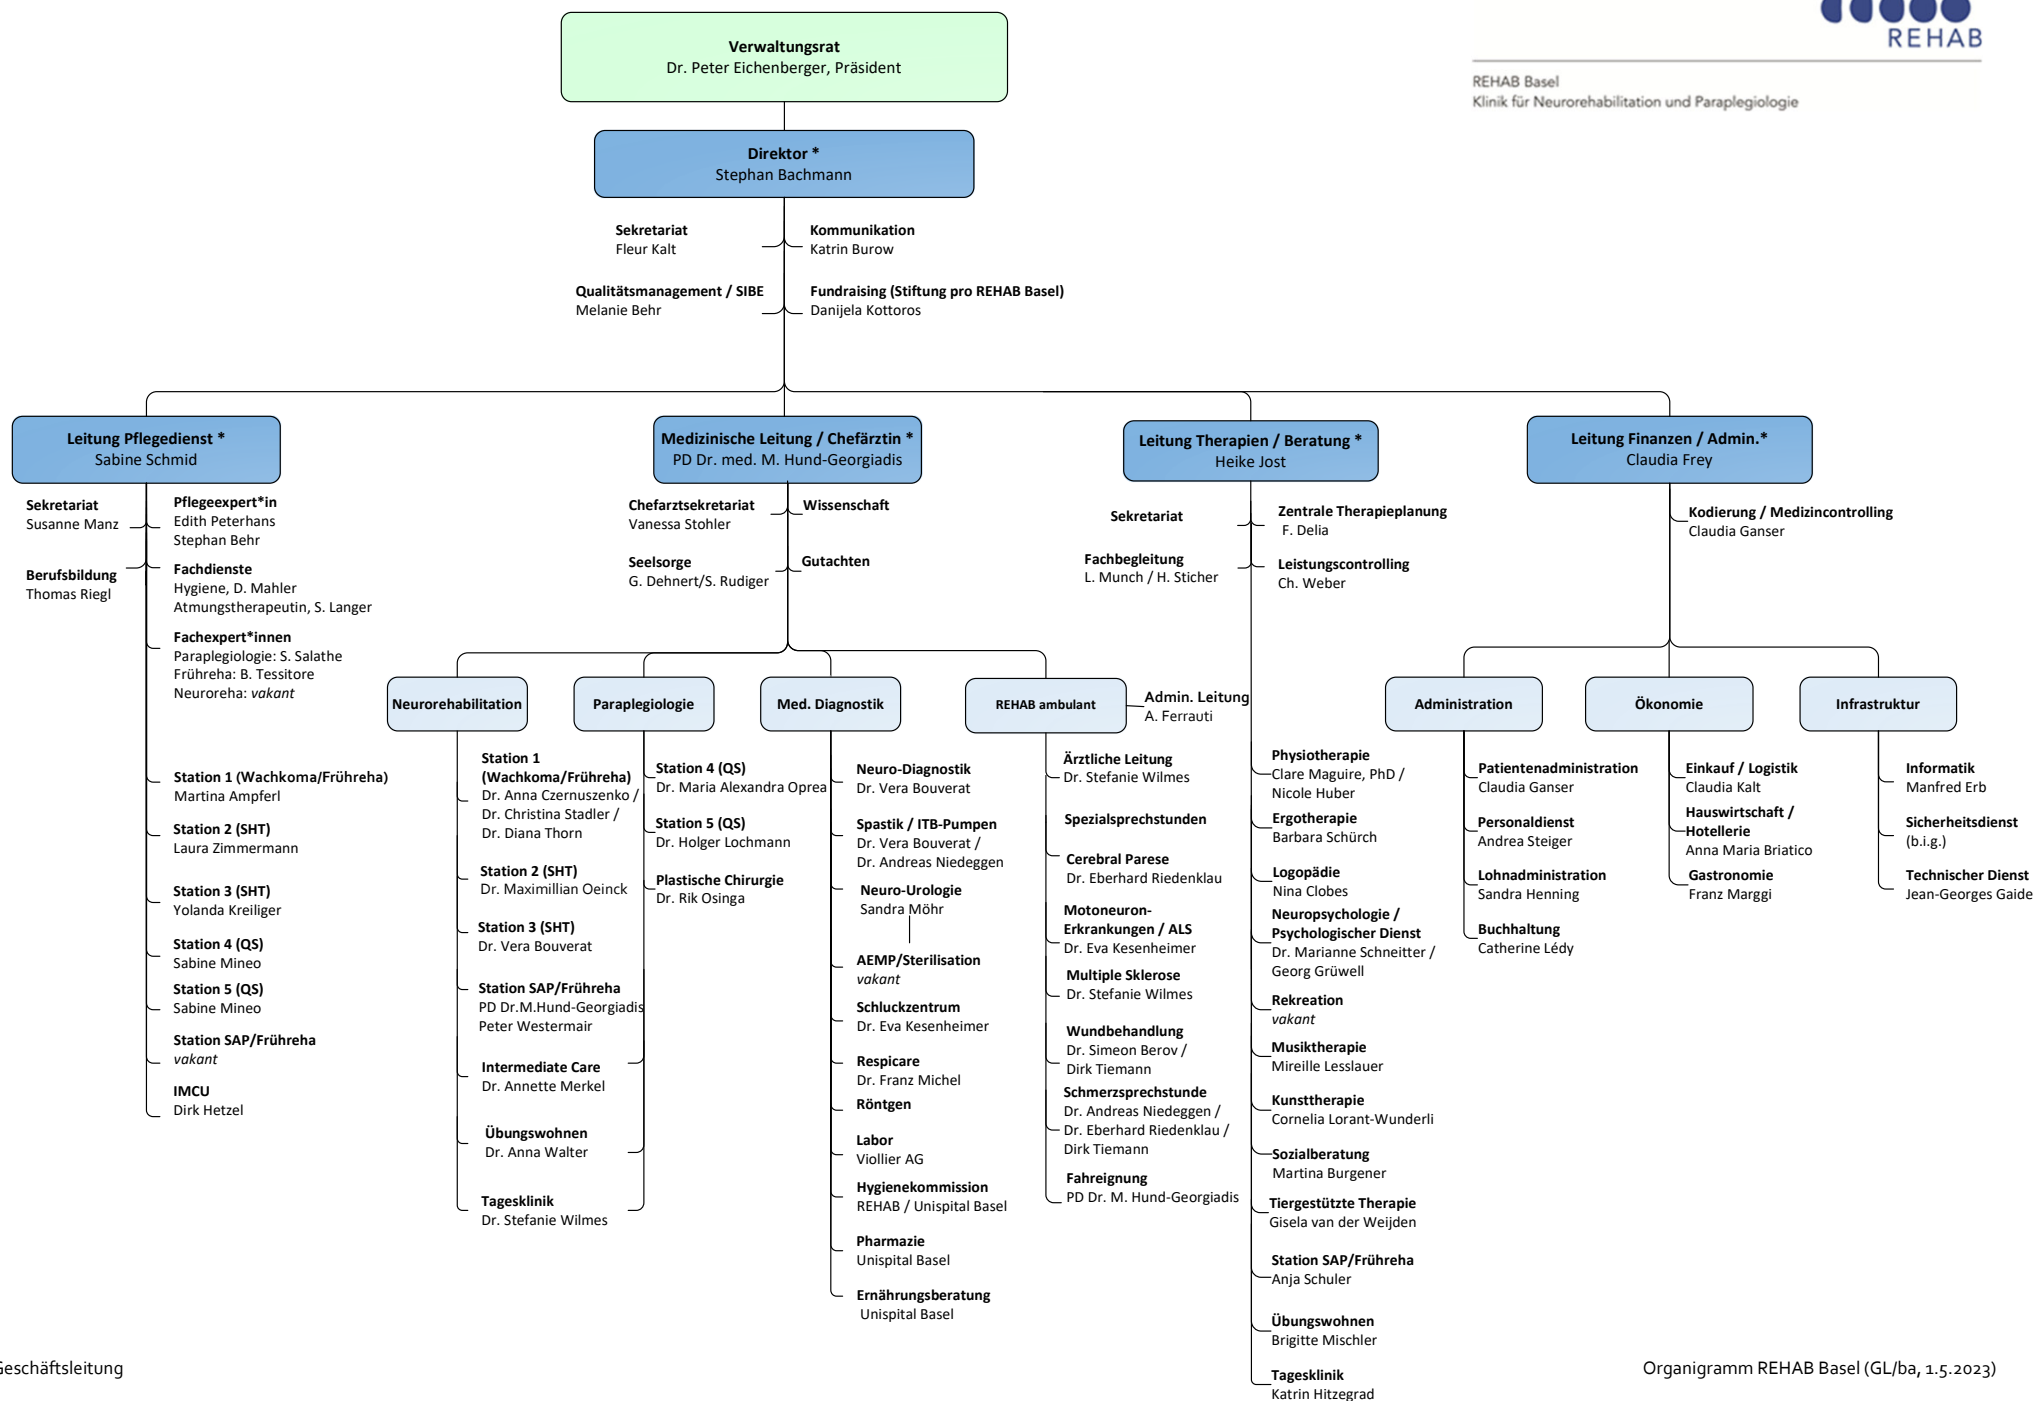 REHAB
REHAB Basel
Klinik für Neurorehabilitation und Paraplegiologie
Verwaltungsrat
Dr. Peter Eichenberger, Präsident
Direktor *
Stephan Bachmann
Sekretariat
Fleur Kalt
Kommunikation
Katrin Burow
Qualitätsmanagement / SIBE
Melanie Behr
Fundraising (Stiftung pro REHAB Basel)
Danijela Kottoros
Leitung Pflegedienst *
Sabine Schmid
Sekretariat
Susanne Manz
Pflegeexpert*in
Edith Peterhans
Stephan Behr
Berufsbildung
Thomas Riegl
Fachdienste
Hygiene, D. Mahler
Atmungstherapeutin, S. Langer
Fachexpert*innen
Paraplegiologie: S. Salathe
Frühreha: B. Tessitore
Neuroreha: vakant
Station 1 (Wachkoma/Frühreha)
Martina Ampferl
Station 2 (SHT)
Laura Zimmermann
Station 3 (SHT)
Yolanda Kreiliger
Station 4 (QS)
Sabine Mineo
Station 5 (QS)
Sabine Mineo
Station SAP/Frühreha
vakant
IMCU
Dirk Hetzel
Medizinische Leitung / Chefärztin *
PD Dr. med. M. Hund-Georgiadis
Chefarztsekretariat
Vanessa Stohler
Wissenschaft
Seelsorge
G. Dehnert/S. Rudiger
Gutachten
Neurorehabilitation
Station 1
(Wachkoma/Frühreha)
Dr. Anna Czernuszenko /
Dr. Christina Stadler /
Dr. Diana Thorn
Station 2 (SHT)
Dr. Maximillian Oeinck
Station 3 (SHT)
Dr. Vera Bouverat
Station SAP/Frühreha
PD Dr.M.Hund-Georgiadis
Peter Westermair
Intermediate Care
Dr. Annette Merkel
Übungswohnen
Dr. Anna Walter
Tagesklinik
Dr. Stefanie Wilmes
Paraplegiologie
Station 4 (QS)
Dr. Maria Alexandra Oprea
Station 5 (QS)
Dr. Holger Lochmann
Plastische Chirurgie
Dr. Rik Osinga
Med. Diagnostik
Neuro-Diagnostik
Dr. Vera Bouverat
Spastik / ITB-Pumpen
Dr. Vera Bouverat /
Dr. Andreas Niedeggen
Neuro-Urologie
Sandra Möhr
AEMP/Sterilisation
vakant
Schluckzentrum
Dr. Eva Kesenheimer
Respicare
Dr. Franz Michel
Röntgen
Labor
Viollier AG
Hygienekommission
REHAB / Unispital Basel
Pharmazie
Unispital Basel
Ernährungsberatung
Unispital Basel
REHAB ambulant
Admin. Leitung
A. Ferrauti
Ärztliche Leitung
Dr. Stefanie Wilmes
Spezialsprechstunden
Cerebral Parese
Dr. Eberhard Riedenklau
Motoneuron-
Erkrankungen / ALS
Dr. Eva Kesenheimer
Multiple Sklerose
Dr. Stefanie Wilmes
Wundbehandlung
Dr. Simeon Berov /
Dirk Tiemann
Schmerzsprechstunde
Dr. Andreas Niedeggen /
Dr. Eberhard Riedenklau /
Dirk Tiemann
Fahreignung
PD Dr. M. Hund-Georgiadis
Leitung Therapien / Beratung *
Heike Jost
Sekretariat
Zentrale Therapieplanung
F. Delia
Fachbegleitung
L. Munch / H. Sticher
Leistungscontrolling
Ch. Weber
Physiotherapie
Clare Maguire, PhD /
Nicole Huber
Ergotherapie
Barbara Schürch
Logopädie
Nina Clobes
Neuropsychologie /
Psychologischer Dienst
Dr. Marianne Schneitter /
Georg Grüwell
Rekreation
vakant
Musiktherapie
Mireille Lesslauer
Kunsttherapie
Cornelia Lorant-Wunderli
Sozialberatung
Martina Burgener
Tiergestützte Therapie
Gisela van der Weijden
Station SAP/Frühreha
Anja Schuler
Übungswohnen
Brigitte Mischler
Tagesklinik
Katrin Hitzegrad
Leitung Finanzen / Admin.*
Claudia Frey
Kodierung / Medizincontrolling
Claudia Ganser
Administration
Patientenadministration
Claudia Ganser
Personaldienst
Andrea Steiger
Lohnadministration
Sandra Henning
Buchhaltung
Catherine Lédy
Ökonomie
Einkauf / Logistik
Claudia Kalt
Hauswirtschaft /
Hotellerie
Anna Maria Briatico
Gastronomie
Franz Marggi
Infrastruktur
Informatik
Manfred Erb
Sicherheitsdienst
(b.i.g.)
Technischer Dienst
Jean-Georges Gaide
Geschäftsleitung
Organigramm REHAB Basel (GL/ba, 1.5.2023)